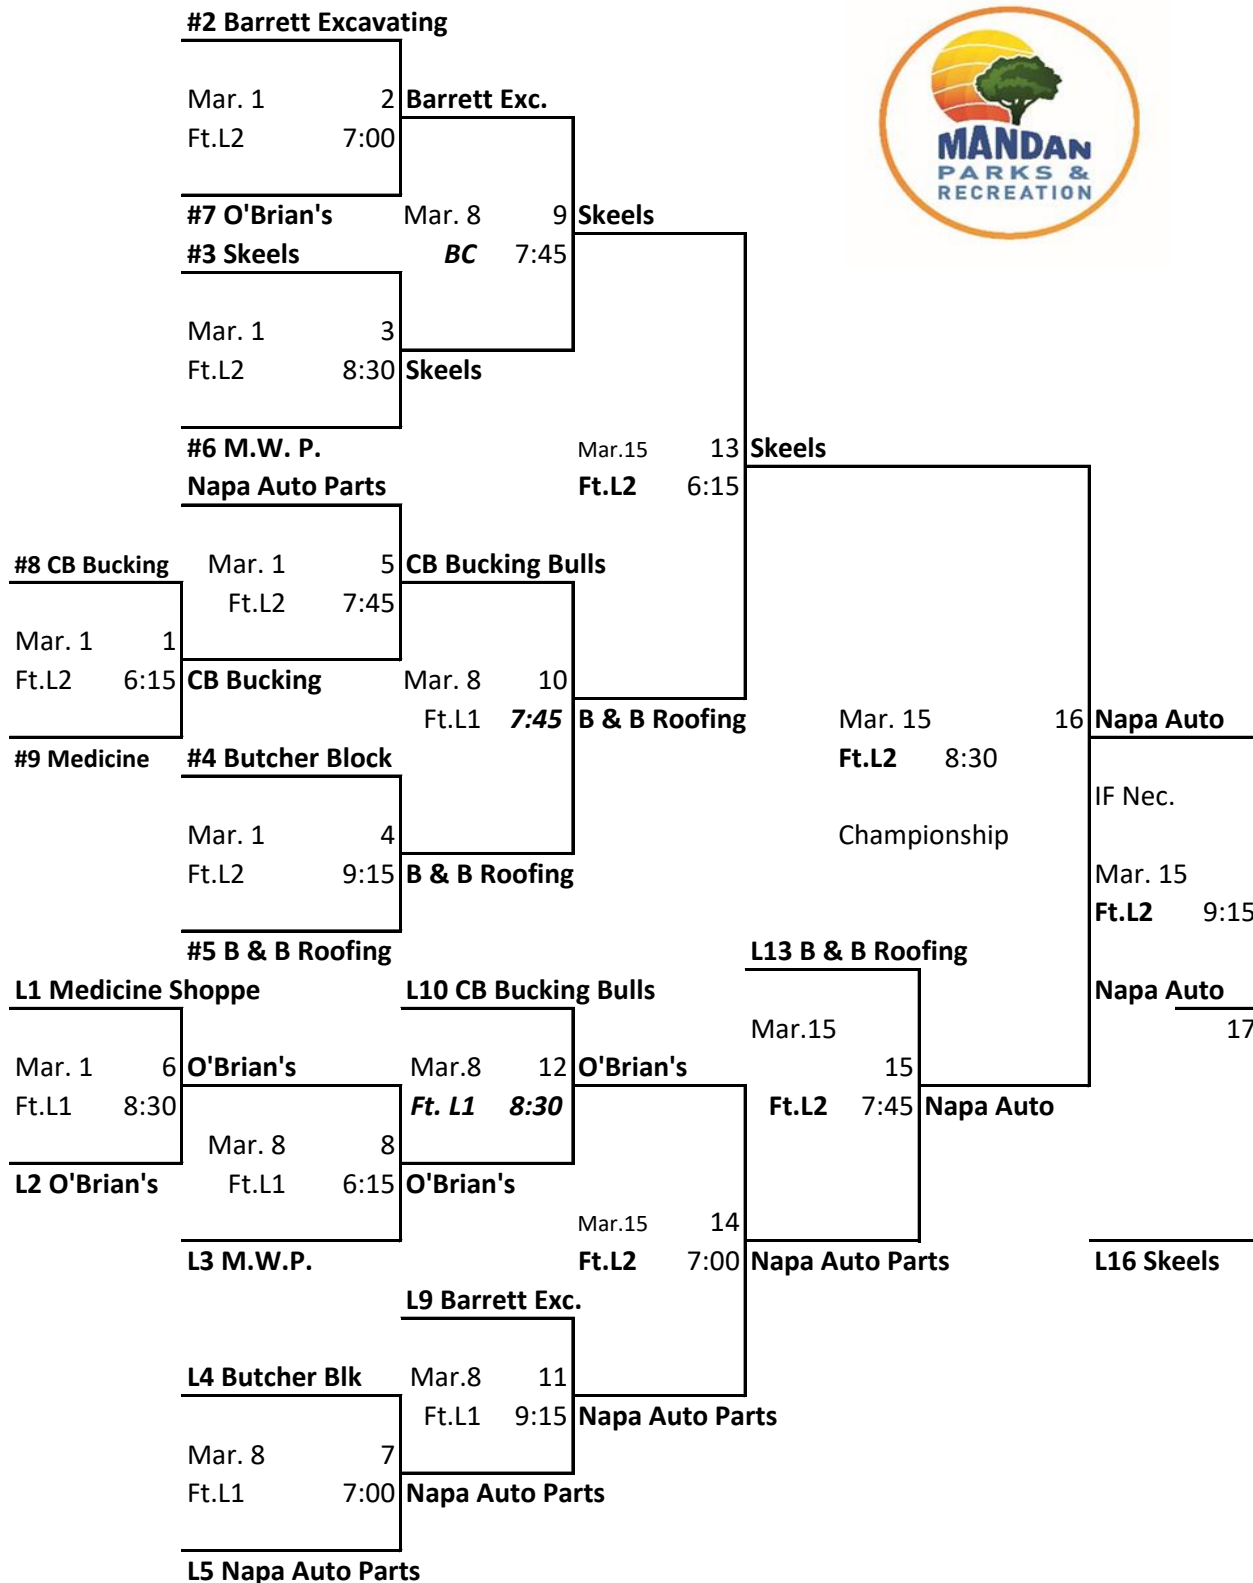 #2 Barrett Excavating
MANDAN
PARKS &
RECREATION
Mar. 1 2 Barrett Exc.
Ft.L2 7:00
#7 O'Brian's Mar. 8 9 Skeels
#3 Skeels BC 7:45
Mar. 1 3
Ft.L2 8:30 Skeels
#6 M.W. P. Mar.15 13 Skeels
Napa Auto Parts Ft.L2 6:15
#8 CB Bucking Mar. 1 5 CB Bucking Bulls
Ft.L2 7:45
Mar. 1 1
Ft.L2 6:15 CB Bucking Mar. 8 10
Ft.L1 7:45 B & B Roofing Mar. 15 16 Napa Auto
#9 Medicine #4 Butcher Block Ft.L2 8:30
IF Nec.
Mar. 1 4 Championship
Ft.L2 9:15 B & B Roofing Mar. 15
Ft.L2 9:15
#5 B & B Roofing L13 B & B Roofing
L1 Medicine Shoppe L10 CB Bucking Bulls Napa Auto
Mar.15 17
Mar. 1 6 O'Brian's Mar.8 12 O'Brian's 15
Ft.L1 8:30 Ft. L1 8:30 Ft.L2 7:45 Napa Auto
Mar. 8 8
L2 O'Brian's Ft.L1 6:15 O'Brian's
Mar.15 14
L3 M.W.P. Ft.L2 7:00 Napa Auto Parts L16 Skeels
L9 Barrett Exc.
L4 Butcher Blk Mar.8 11
Ft.L1 9:15 Napa Auto Parts
Mar. 8 7
Ft.L1 7:00 Napa Auto Parts
L5 Napa Auto Parts